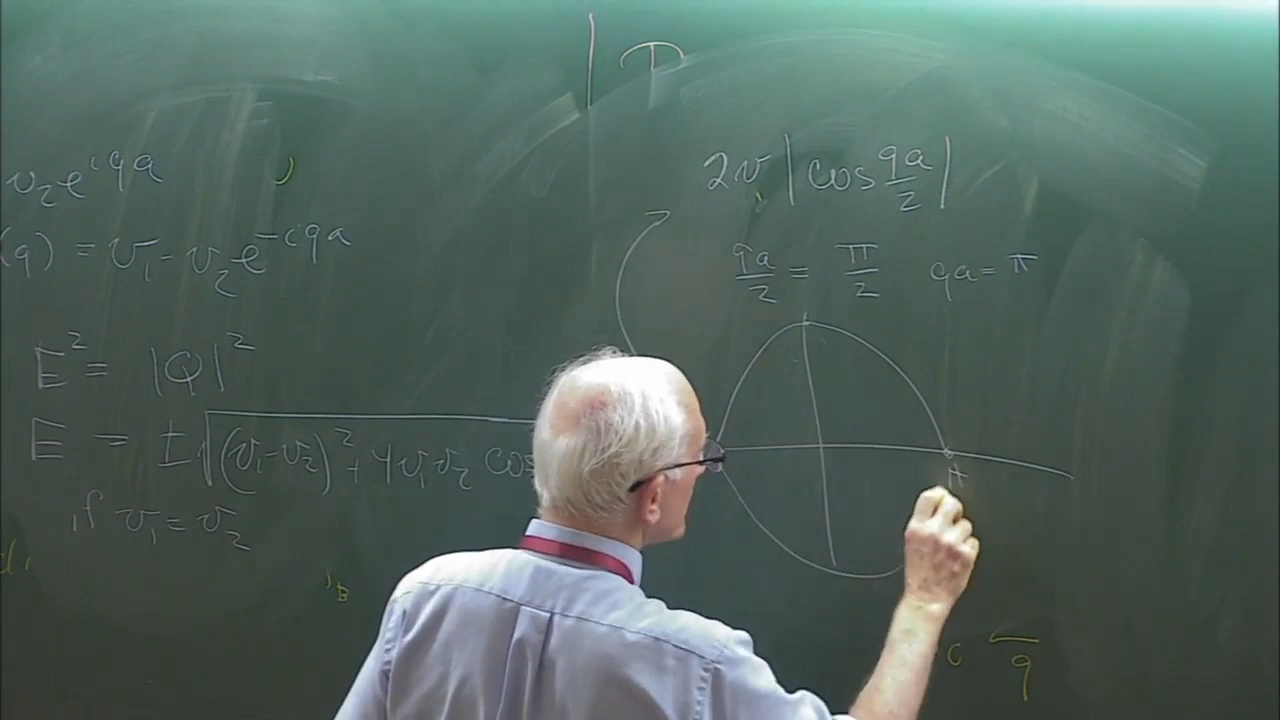 1D
v₂e^{iqa}
(q) = v₁ - v₂e^{-iqa}
E² = |Q|²
E = ±√(v₁-v₂)² + 4v₁v₂ cos
if v₁ = v₂
2v |cos qa/2|
qa/2 = π/2 qa = π
π
B
q